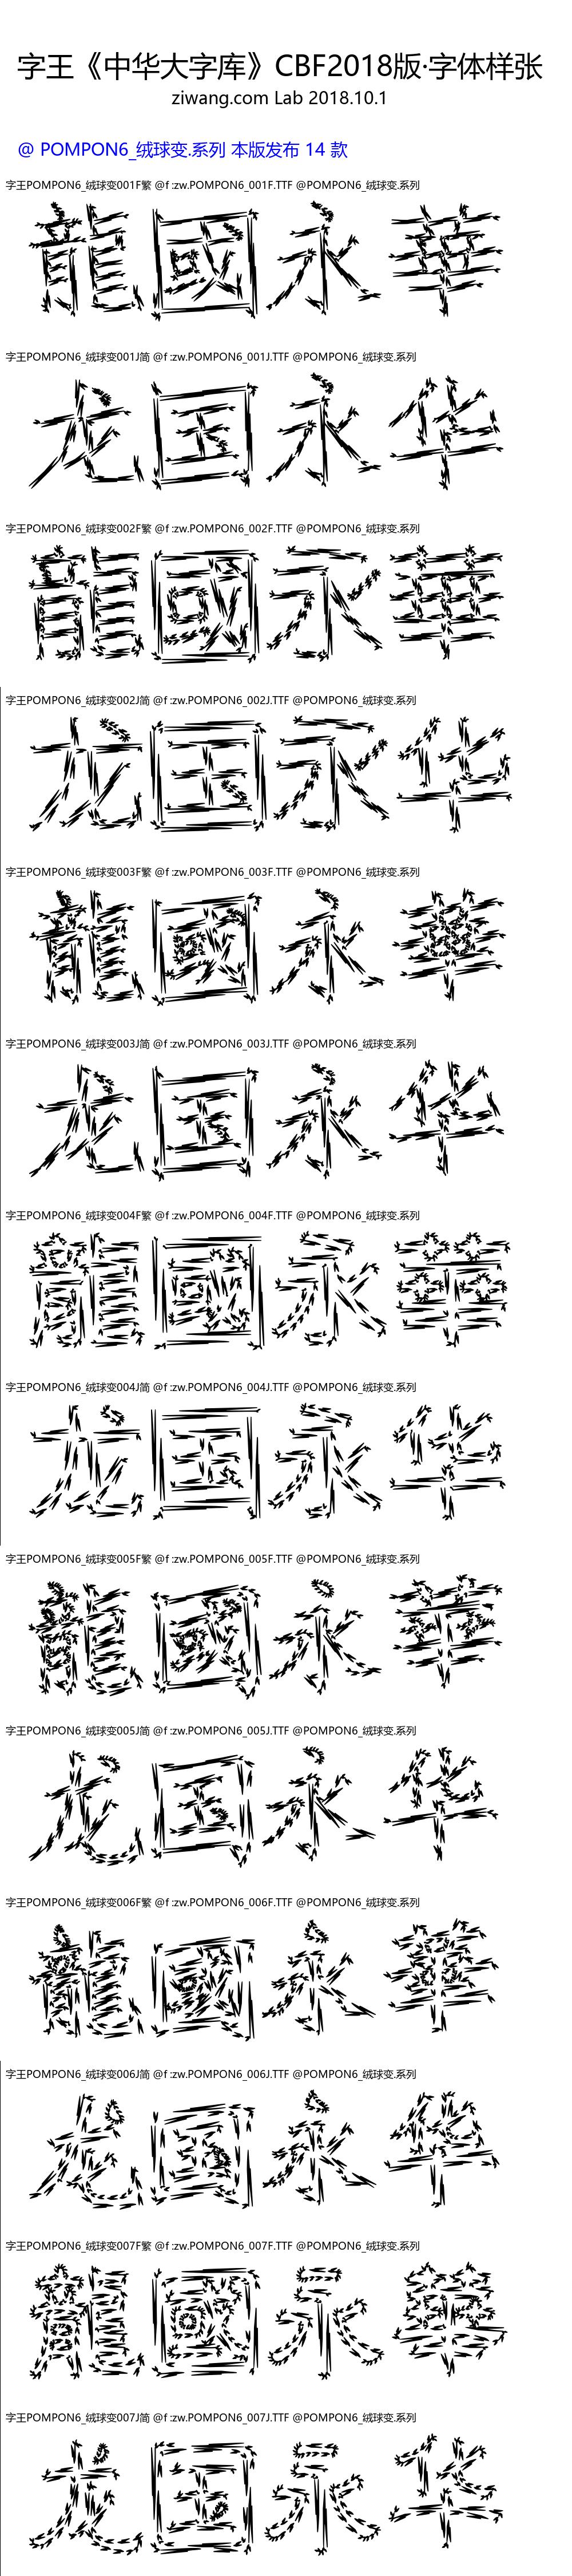 字王《中华大字库》CBF2018版·字体样张
ziwang.com Lab 2018.10.1
@ POMPON6_绒球变.系列 本版发布 14 款
字王POMPON6_绒球变001F繁 @f :zw.POMPON6_001F.TTF @POMPON6_绒球变.系列
龍國永華
字王POMPON6_绒球变001J简 @f :zw.POMPON6_001J.TTF @POMPON6_绒球变.系列
龙国永华
字王POMPON6_绒球变002F繁 @f :zw.POMPON6_002F.TTF @POMPON6_绒球变.系列
龍國永華
字王POMPON6_绒球变002J简 @f :zw.POMPON6_002J.TTF @POMPON6_绒球变.系列
龙国永华
字王POMPON6_绒球变003F繁 @f :zw.POMPON6_003F.TTF @POMPON6_绒球变.系列
龍國永華
字王POMPON6_绒球变003J简 @f :zw.POMPON6_003J.TTF @POMPON6_绒球变.系列
龙国永华
字王POMPON6_绒球变004F繁 @f :zw.POMPON6_004F.TTF @POMPON6_绒球变.系列
龍國永華
字王POMPON6_绒球变004J简 @f :zw.POMPON6_004J.TTF @POMPON6_绒球变.系列
龙国永华
字王POMPON6_绒球变005F繁 @f :zw.POMPON6_005F.TTF @POMPON6_绒球变.系列
龍國永華
字王POMPON6_绒球变005J简 @f :zw.POMPON6_005J.TTF @POMPON6_绒球变.系列
龙国永华
字王POMPON6_绒球变006F繁 @f :zw.POMPON6_006F.TTF @POMPON6_绒球变.系列
龍國永華
字王POMPON6_绒球变006J简 @f :zw.POMPON6_006J.TTF @POMPON6_绒球变.系列
龙国永华
字王POMPON6_绒球变007F繁 @f :zw.POMPON6_007F.TTF @POMPON6_绒球变.系列
龍國永華
字王POMPON6_绒球变007J简 @f :zw.POMPON6_007J.TTF @POMPON6_绒球变.系列
龙国永华